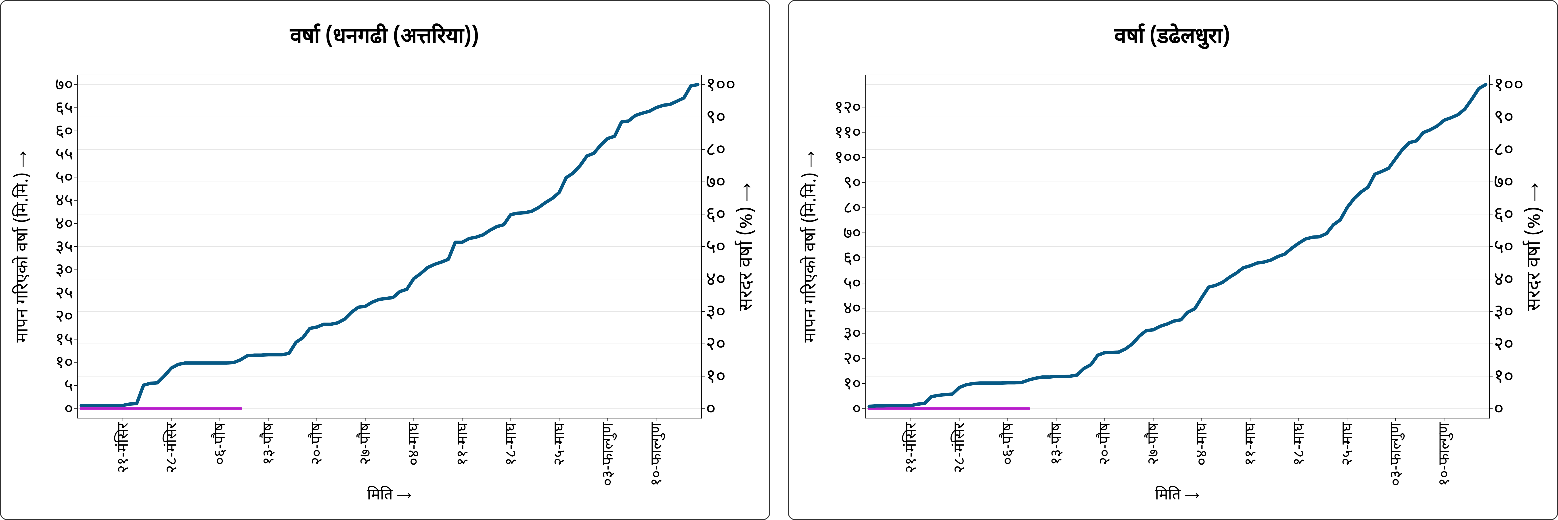 वर्षा (धनगढी (अत्तरिया))
मापन गरिएको वर्षा (मि.मि.) →
७०
६५
६०
५५
५०
४५
४०
३५
३०
२५
२०
१५
१०
५
०
१००
९०
८०
७०
६०
५०
४०
३०
२०
१०
०
सरदर वर्षा (%) →
२१-मंसिर
२८-मंसिर
०६-पौष
१३-पौष
२०-पौष
२७-पौष
०४-माघ
११-माघ
१८-माघ
२५-माघ
०३-फाल्गुण
१०-फाल्गुण
मिति →
वर्षा (डढेलधुरा)
मापन गरिएको वर्षा (मि.मि.) →
१२०
११०
१००
९०
८०
७०
६०
५०
४०
३०
२०
१०
०
१००
९०
८०
७०
६०
५०
४०
३०
२०
१०
०
सरदर वर्षा (%) →
२१-मंसिर
२८-मंसिर
०६-पौष
१३-पौष
२०-पौष
२७-पौष
०४-माघ
११-माघ
१८-माघ
२५-माघ
०३-फाल्गुण
१०-फाल्गुण
मिति →